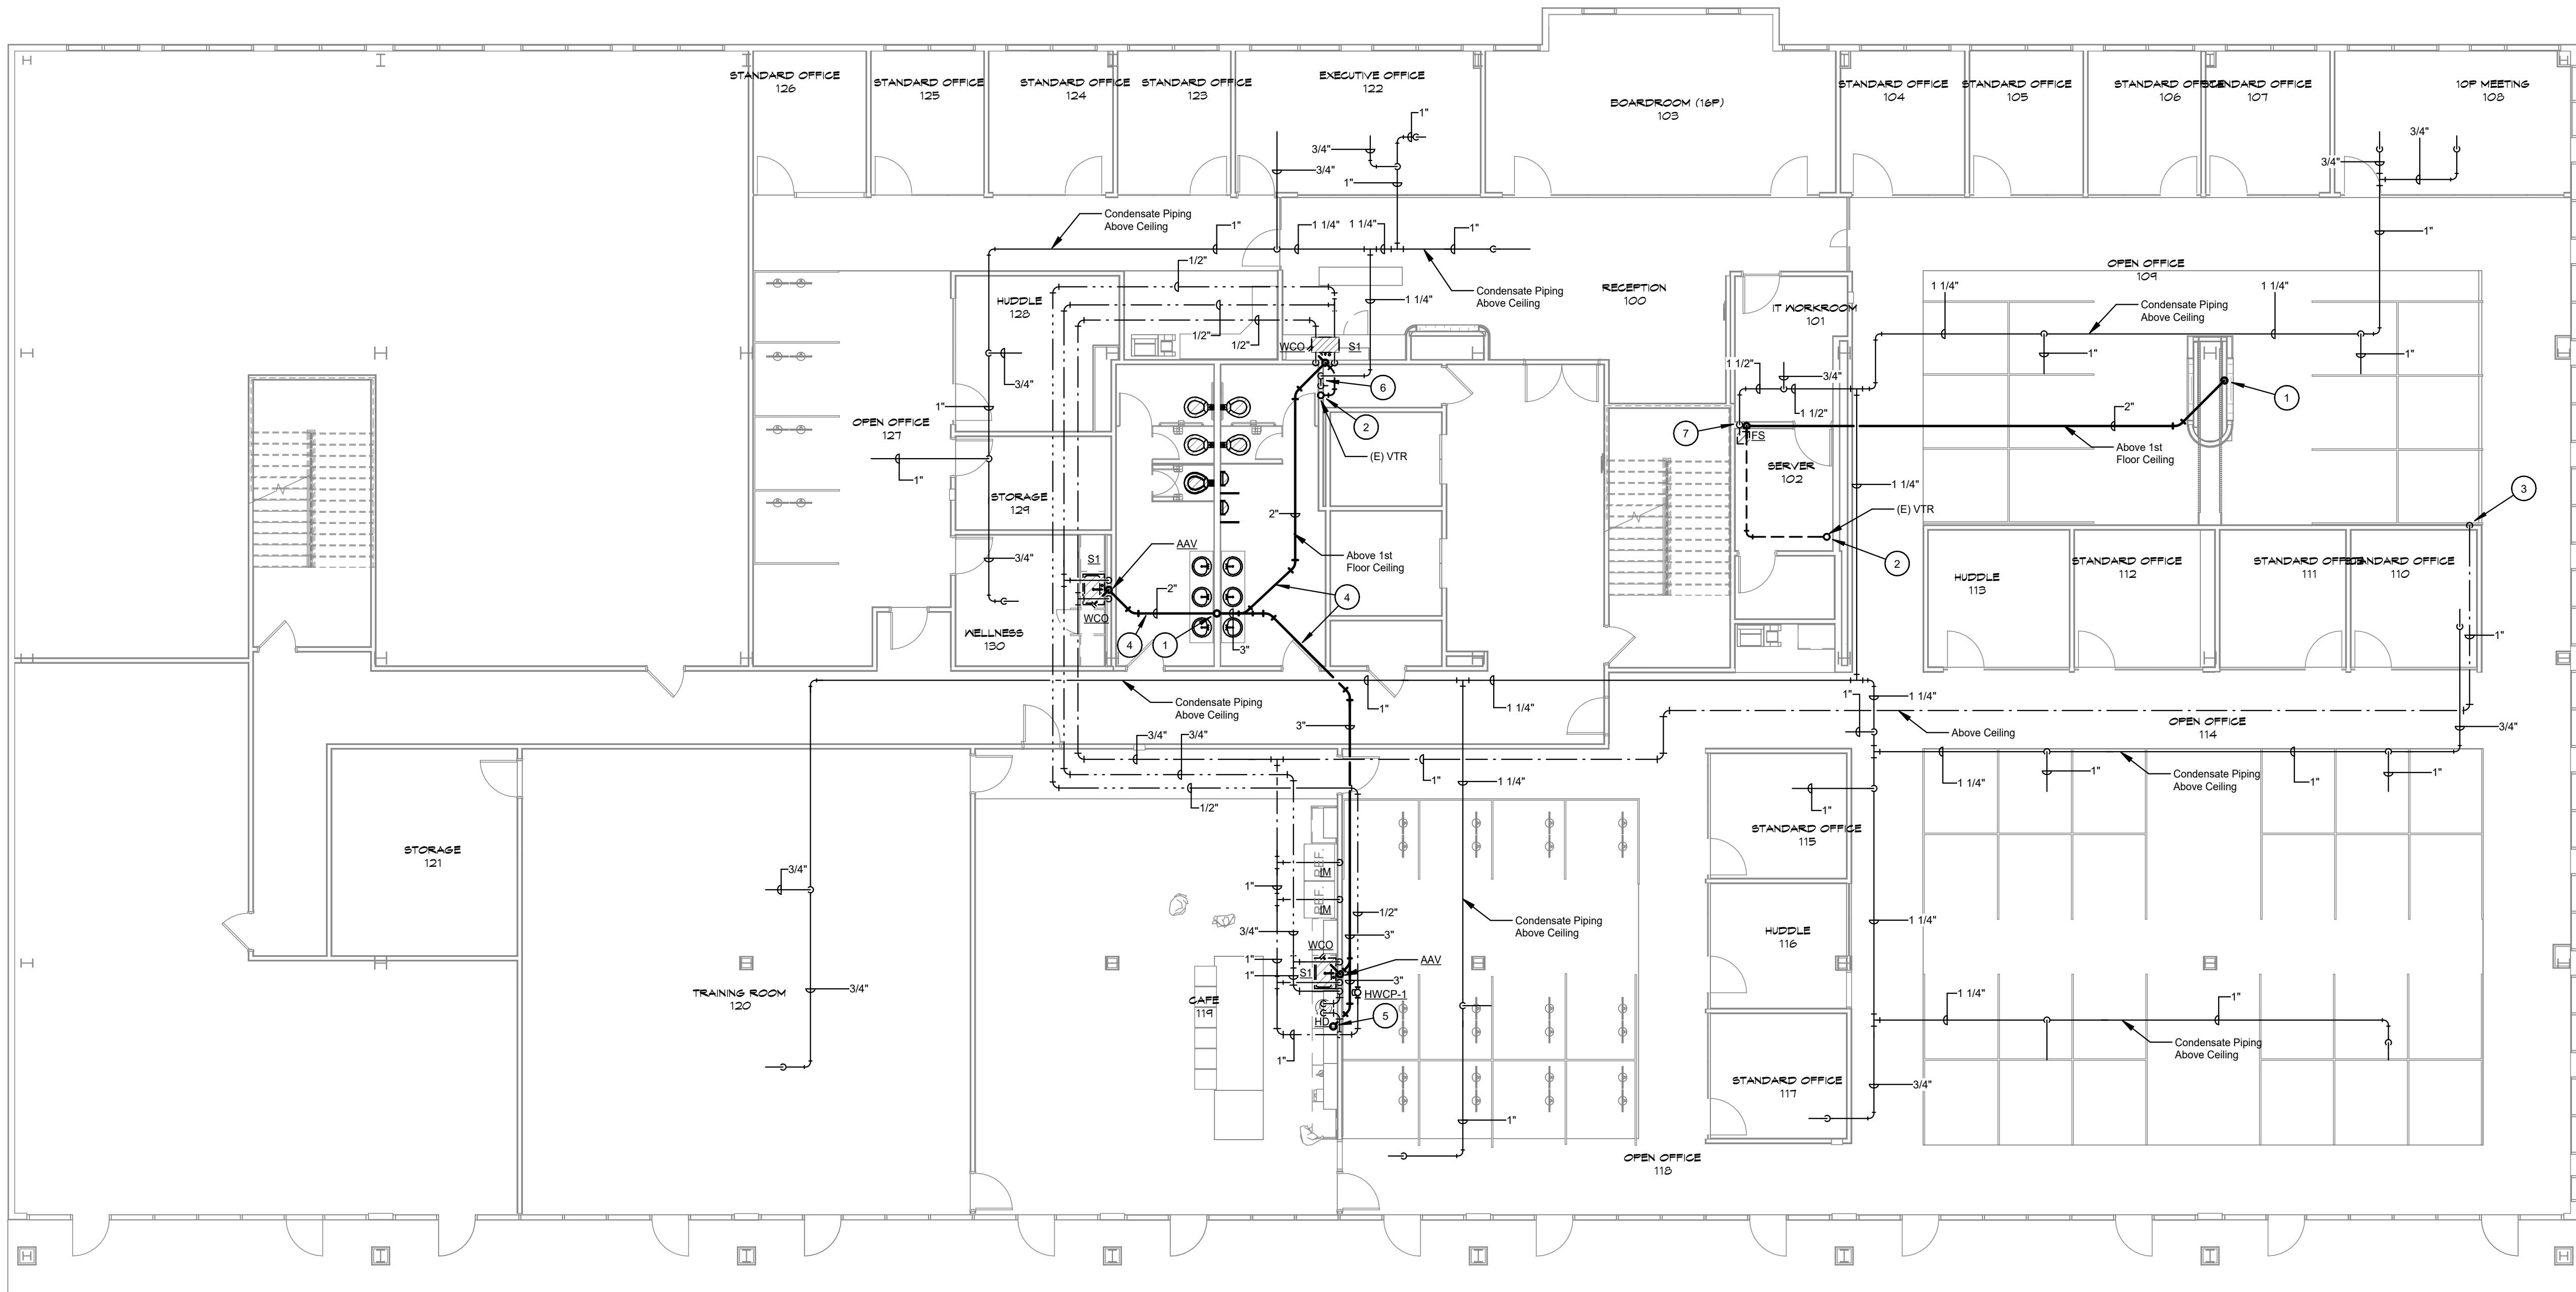 STANDARD OFFICE
126
STANDARD OFFICE
125
STANDARD OFFICE
124
STANDARD OFFICE
123
EXECUTIVE OFFICE
122
BOARDROOM (16P)
103
STANDARD OFFICE
104
STANDARD OFFICE
105
STANDARD OFFICE
106
STANDARD OFFICE
107
10P MEETING
108
1"
3/4"
3/4"
1"
3/4"
3/4"
1"
Condensate Piping
Above Ceiling
1"
1 1/4"
1 1/4"
1"
Condensate Piping
Above Ceiling
1/2"
1/2"
1/2"
1 1/4"
HUDDLE
128
RECEPTION
100
IT WORKROOM
101
OPEN OFFICE
109
1 1/4"
Condensate Piping
Above Ceiling
1 1/4"
1"
1"
WCO
S1
6
2
(E) VTR
3/4"
1"
OPEN OFFICE
127
1"
STORAGE
129
3/4"
WELLNESS
130
S1
WCO
AAV
2"
4
1
3"
2"
Above 1st
Floor Ceiling
4
1 1/2"
3/4"
1 1/2"
7
FS
SERVER
102
(E) VTR
2
1 1/4"
2"
Above 1st
Floor Ceiling
1
3
HUDDLE
113
STANDARD OFFICE
112
STANDARD OFFICE
111
STANDARD OFFICE
110
1"
Condensate Piping
Above Ceiling
1"
1 1/4"
1"
1 1/4"
Above Ceiling
OPEN OFFICE
114
3/4"
3/4"
3/4"
3"
1"
1/2"
1 1/4"
1 1/4"
1"
Condensate Piping
Above Ceiling
1"
1"
1"
STORAGE
121
3/4"
TRAINING ROOM
120
3/4"
REF.
IM
REF.
IM
1"
1/2"
3"
3/4"
WCO
1"
1"
S1
AAV
3"
HWCP-1
HD
5
1"
CAFE
119
Condensate Piping
Above Ceiling
1"
STANDARD OFFICE
115
HUDDLE
116
1 1/4"
STANDARD OFFICE
117
3/4"
1 1/4"
1"
Condensate Piping
Above Ceiling
OPEN OFFICE
118